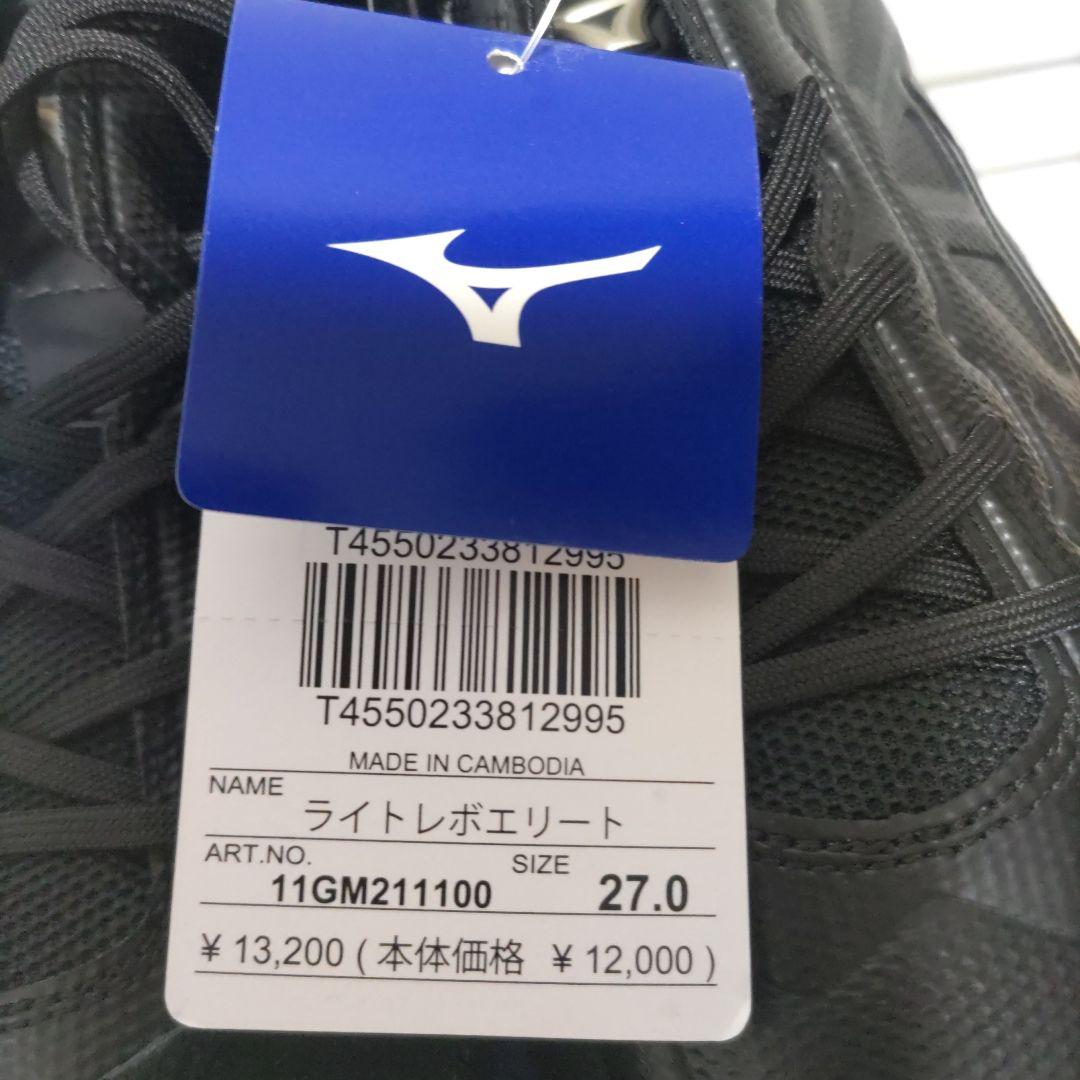 T4550233812995
T4550233812995
MADE IN CAMBODIA
NAME
ライトレボエリート
ART.NO.
SIZE
11GM211100
27.0
¥ 13,200 ( 本体価格 ¥ 12,000 )